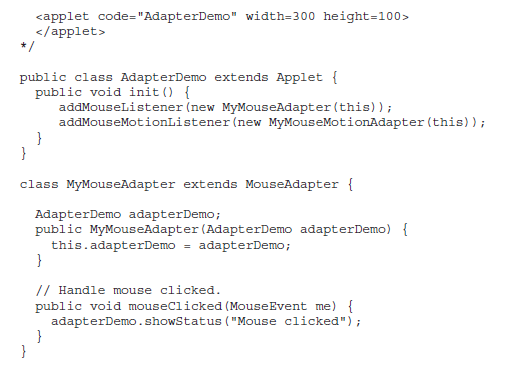 <applet code="AdapterDemo" width=300 height=100>
</applet>
*/
public class AdapterDemo extends Applet {
public void init() {
addMouseListener(new MyMouseAdapter(this));
addMouseMotionListener(new MyMouseMotionAdapter(this));
}
}
class MyMouseAdapter extends MouseAdapter {
AdapterDemo adapterDemo;
public MyMouseAdapter(AdapterDemo adapterDemo) {
this.adapterDemo = adapterDemo;
}
// Handle mouse clicked.
public void mouseClicked(MouseEvent me) {
adapterDemo.showStatus("Mouse clicked");
}
}